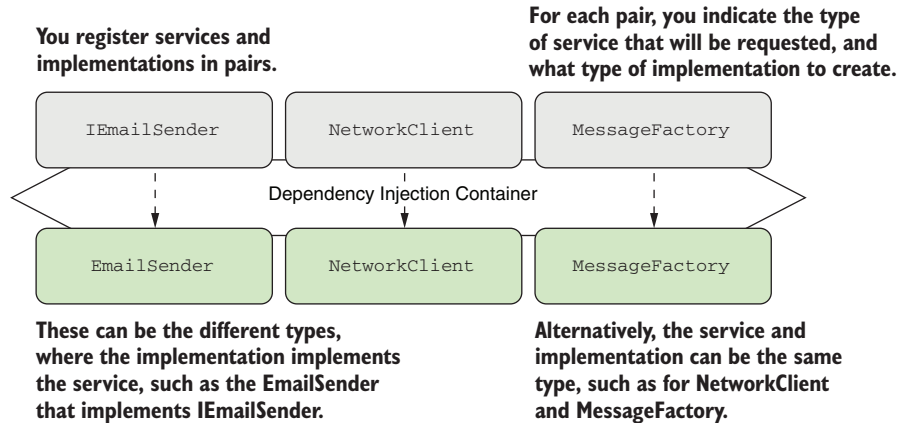 You register services and
implementations in pairs.
For each pair, you indicate the type
of service that will be requested, and
what type of implementation to create.
IEmailSender
NetworkClient
MessageFactory
Dependency Injection Container
EmailSender
NetworkClient
MessageFactory
These can be the different types,
where the implementation implements
the service, such as the EmailSender
that implements IEmailSender.
Alternatively, the service and
implementation can be the same
type, such as for NetworkClient
and MessageFactory.